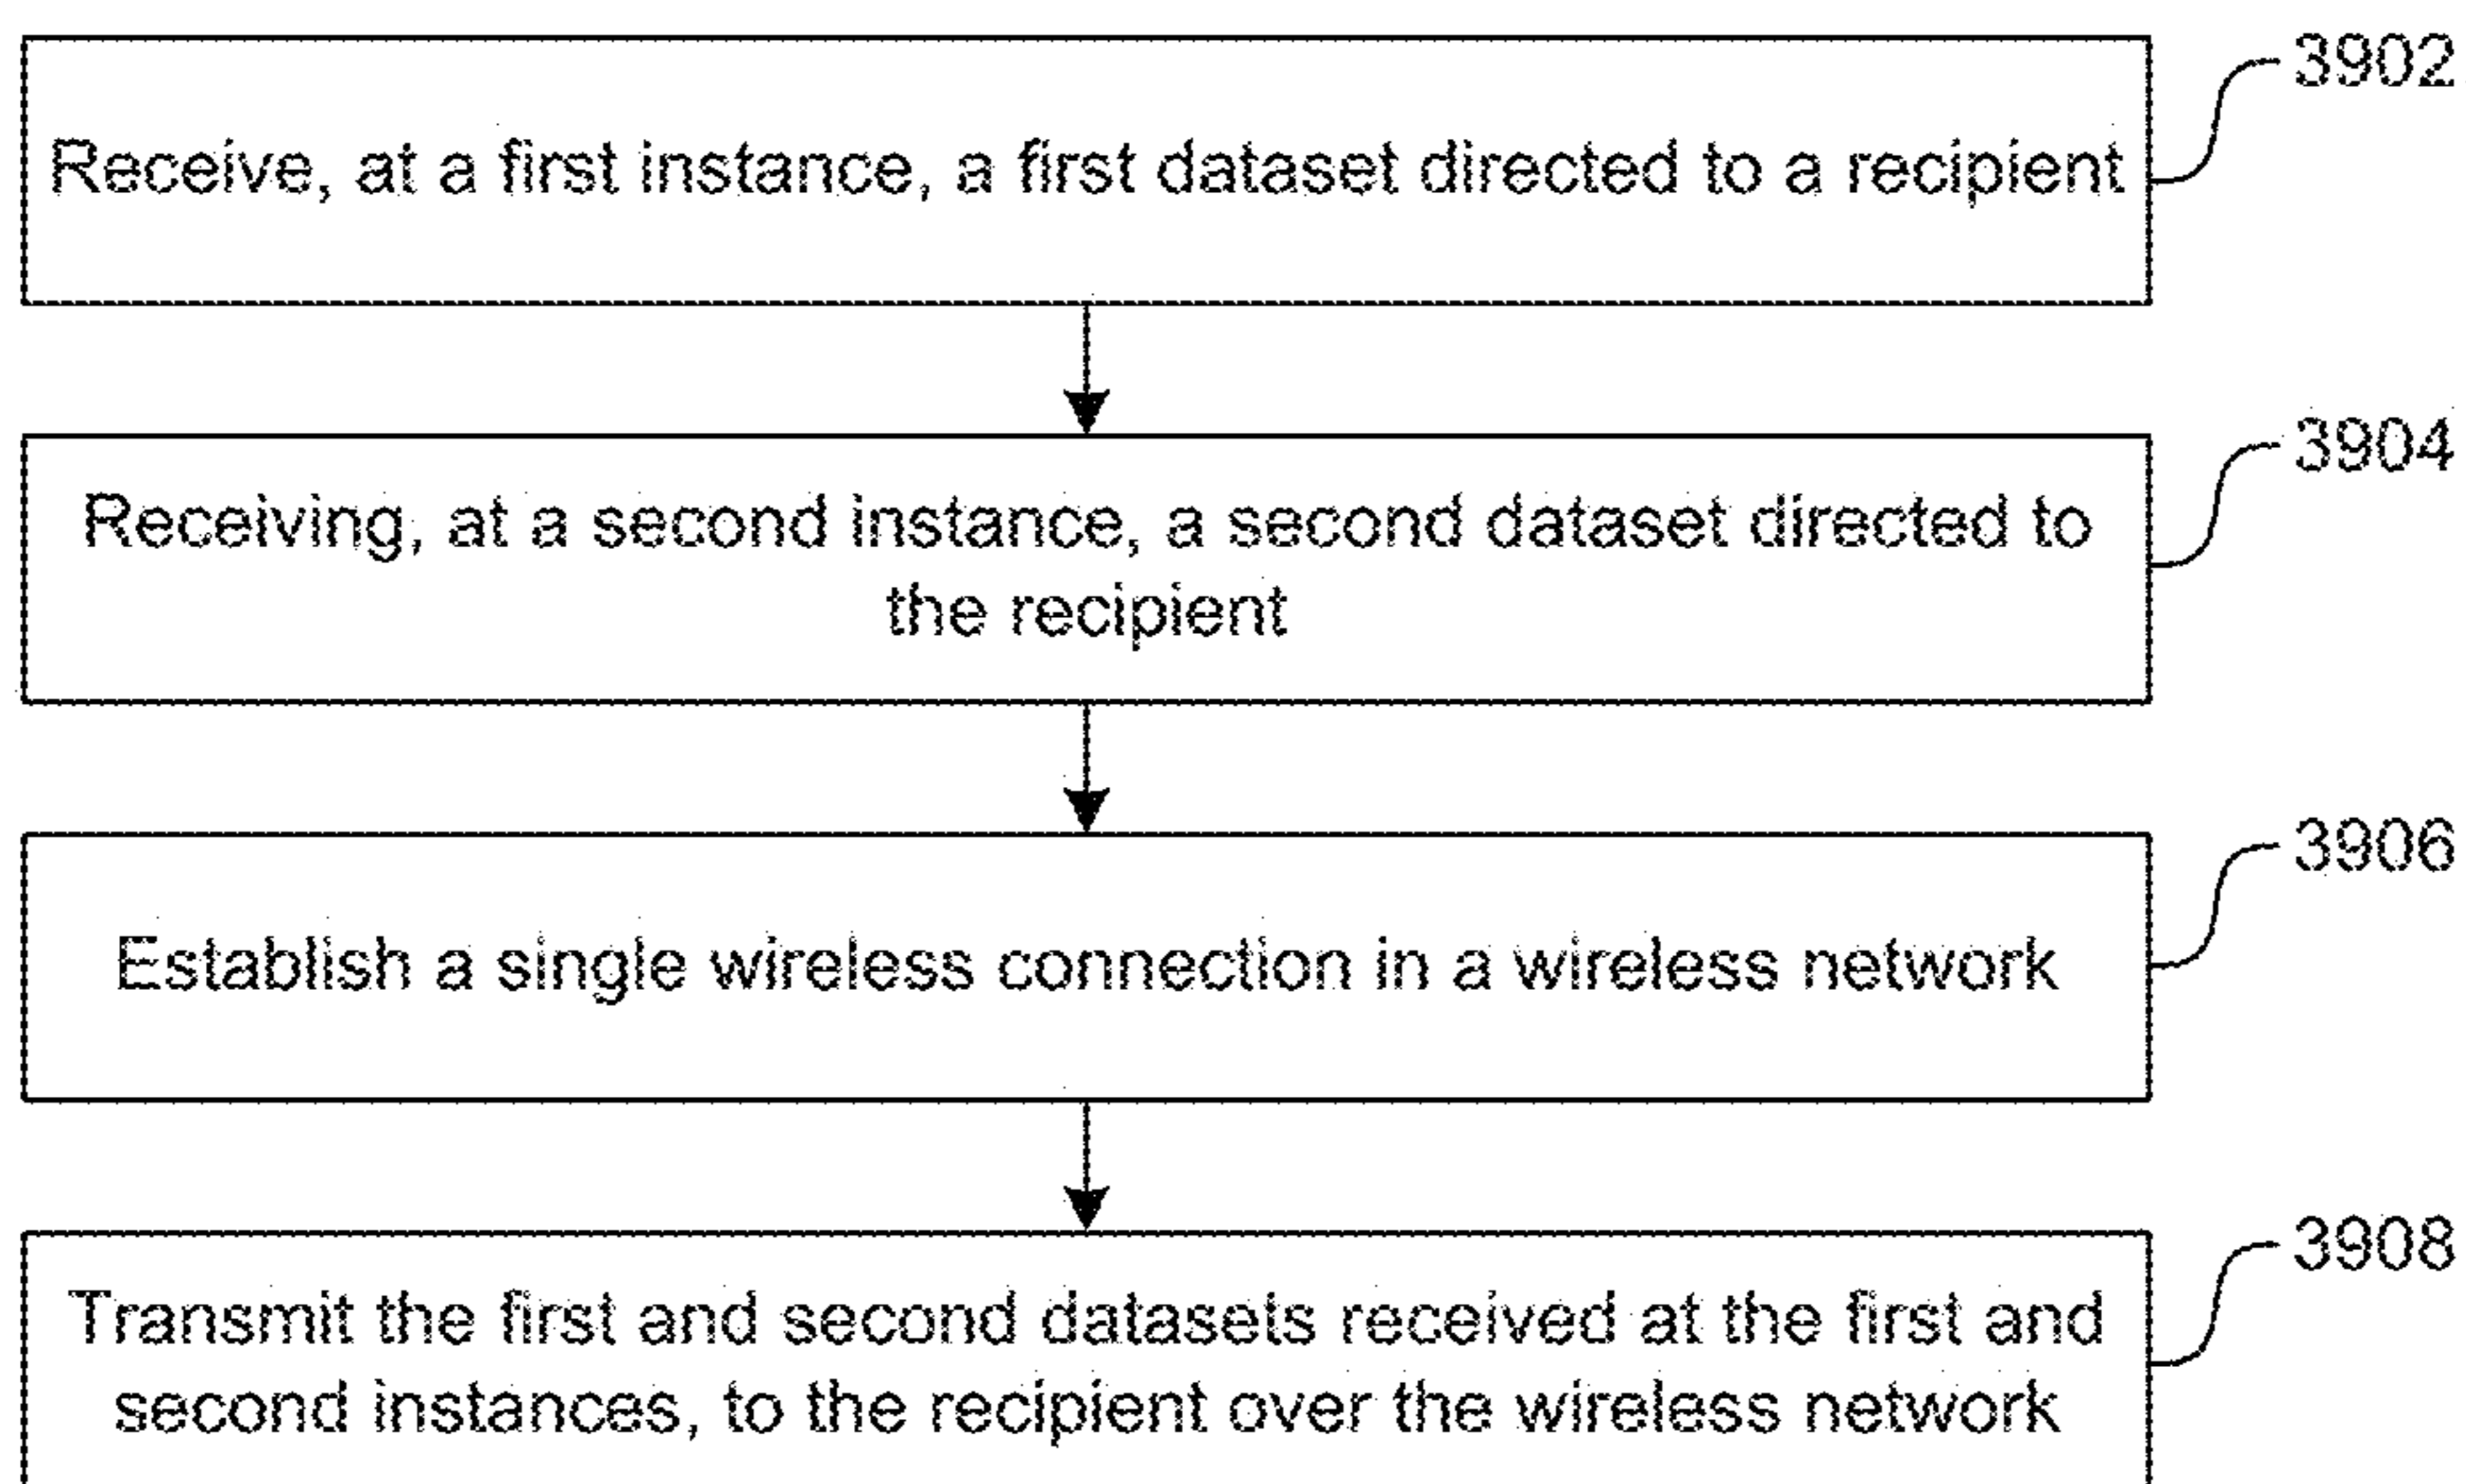 3902
Receive, at a first instance, a first dataset directed to a recipient
3904
Receiving, at a second instance, a second dataset directed to
the recipient
3906
Establish a single wireless connection in a wireless network
3908
Transmit the first and second datasets received at the first and
second instances, to the recipient over the wireless network